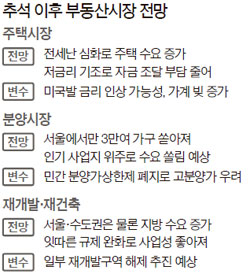 추석 이후 부동산시장 전망
주택시장
전망 전세난 심화로 주택 수요 증가
저금리 기조로 자금 조달 부담 줄어
변수 미국발 금리 인상 가능성, 가계 빚 증가
분양시장
전망 서울에서만 3만여 가구 쏟아져
인기 사업지 위주로 수요 쏠림 예상
변수 민간 분양가상한제 폐지로 고분양가 우려
재개발·재건축
전망 서울·수도권은 물론 지방 수요 증가
잇따른 규제 완화로 사업성 좋아져
변수 일부 재개발구역 해제 추진 예상